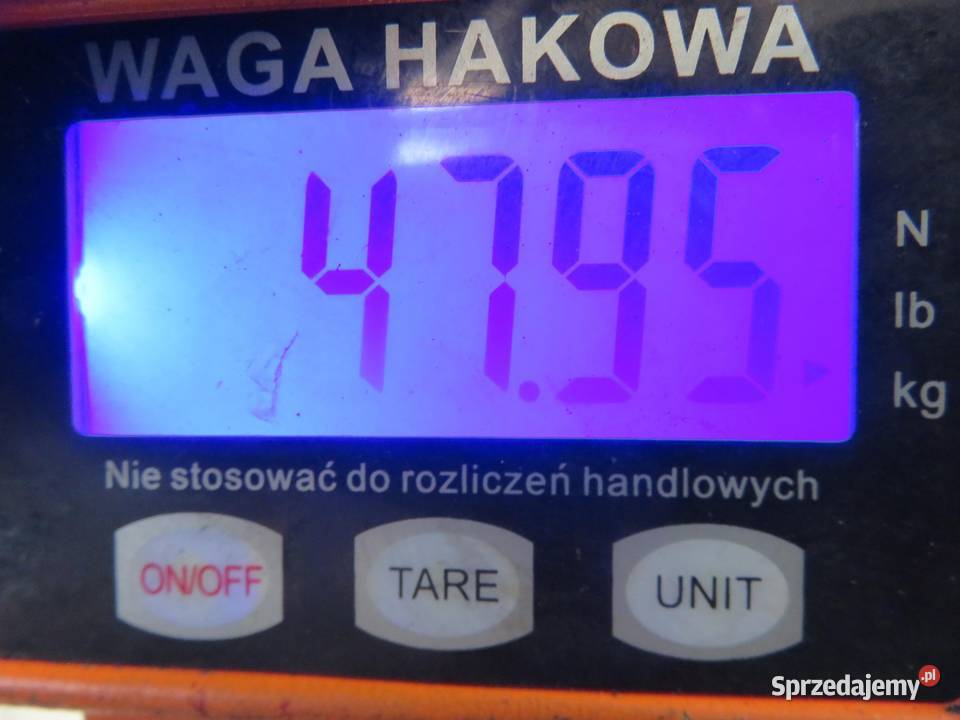 WAGA HAKOWA
47.95
N
lb
kg
Nie stosować do rozliczeń handlowych
ON/OFF
TARE
UNIT
Sprzedajemy.pl